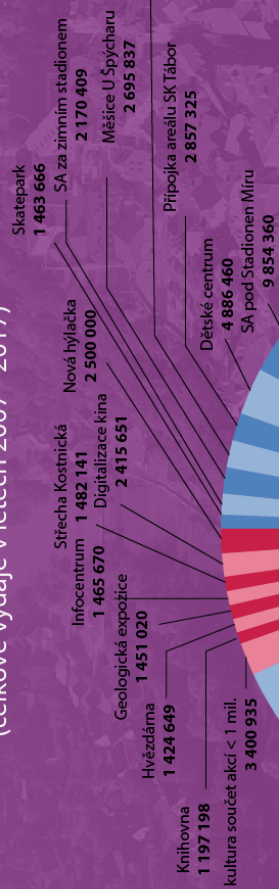 (celkové výdaje v letech 2007 - 2017)
Skatepark
1 463 666
SA za zimním stadionem
2 170 409
Měšice U Špýcharu
2 695 837
Přípojka areálu SK Tábor
2 857 325
Dětské centrum
4 886 460
SA pod Stadionen Míru
9 854 360
Nová hýlačka
2 500 000
Digitalizace kina
2 415 651
Střecha Kostnická
1 482 141
Infocentrum
1 465 670
Geologická expozice
1 451 020
Hvězdárna
1 424 649
Knihovna
1 197 198
kultura součet akcí < 1 mil.
3 400 935